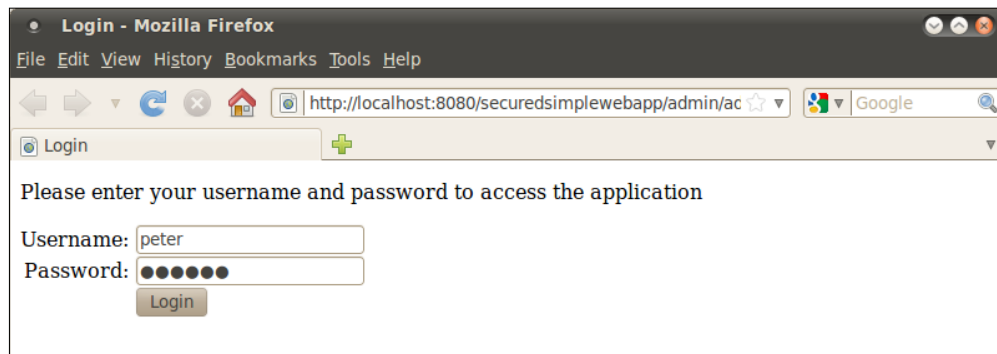 Login - Mozilla Firefox
File Edit View History Bookmarks Tools Help
http://localhost:8080/securedsimplewebapp/admin/ad
Google
Login
Please enter your username and password to access the application
Username: peter
Password: ●●●●●●
Login